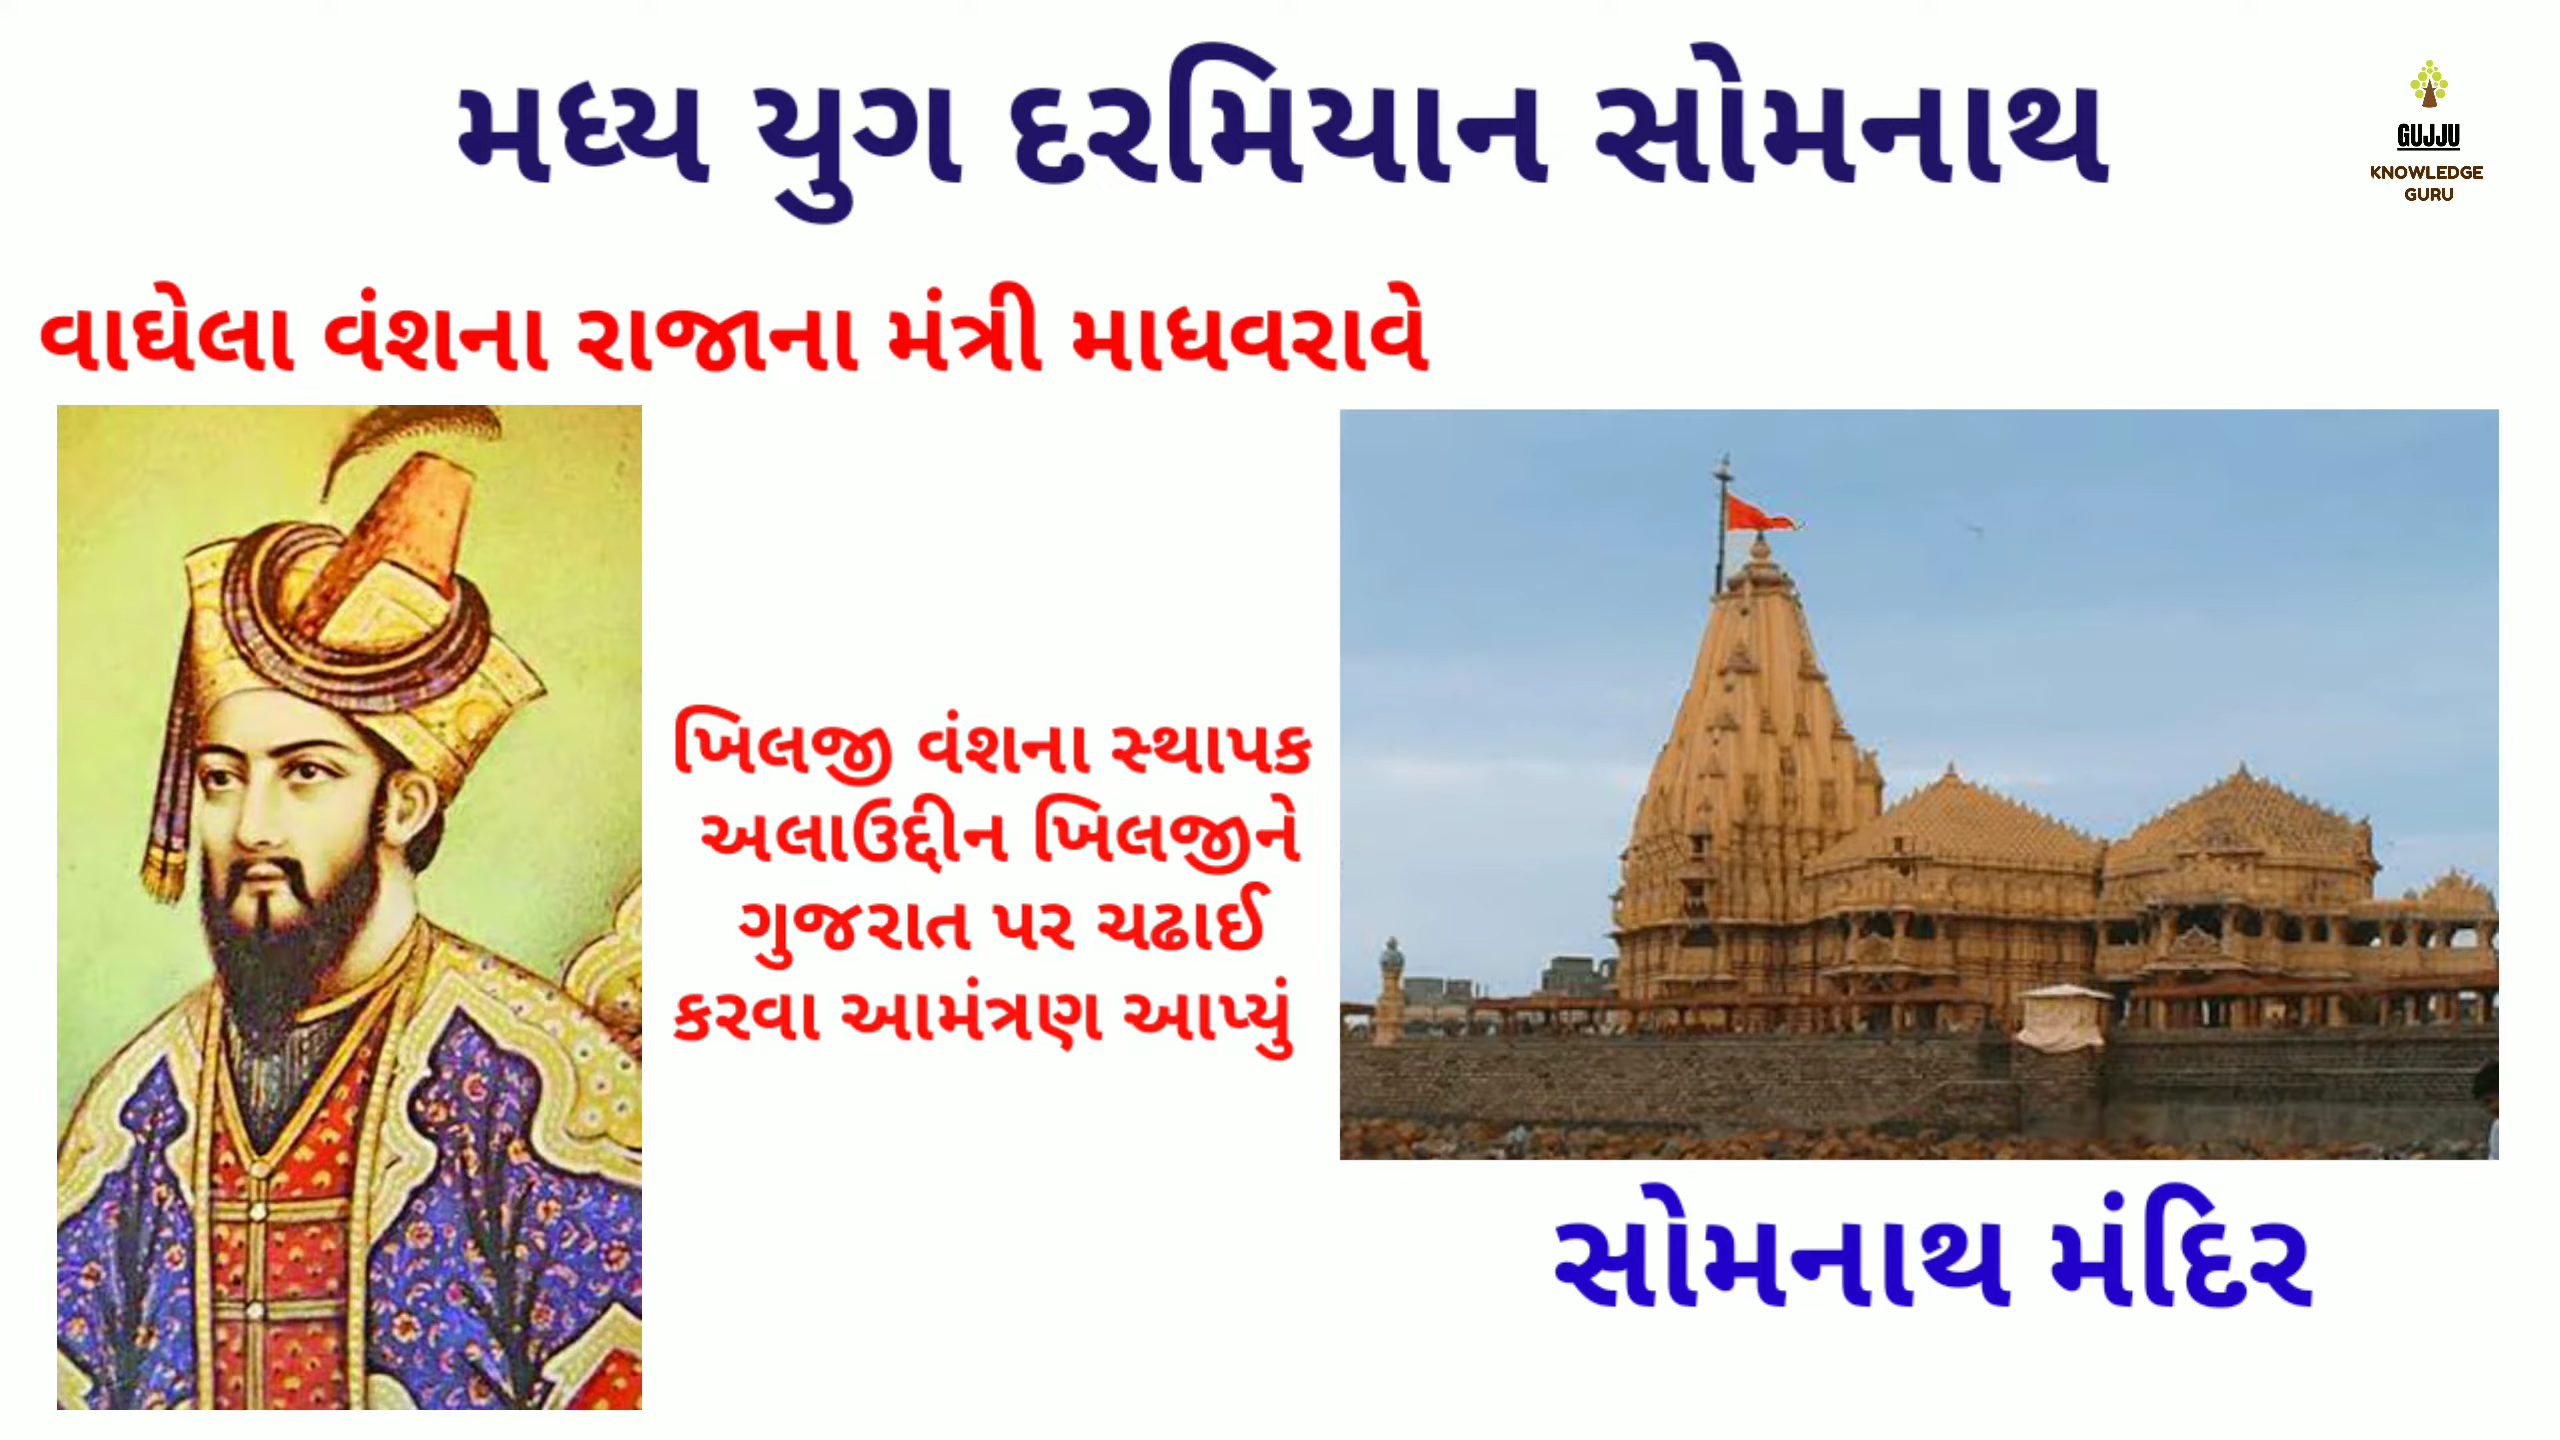 મધ્ય યુગ દરમિયાન સોમનાથ
GUJJU
KNOWLEDGE
GURU
વાઘેલા વંશના રાજાના મંત્રી માધવરાવે
ખિલજી વંશના સ્થાપક
અલાઉદ્દીન ખિલજીને
ગુજરાત પર ચઢાઈ
કરવા આમંત્રણ આપ્યું
સોમનાથ મંદિર